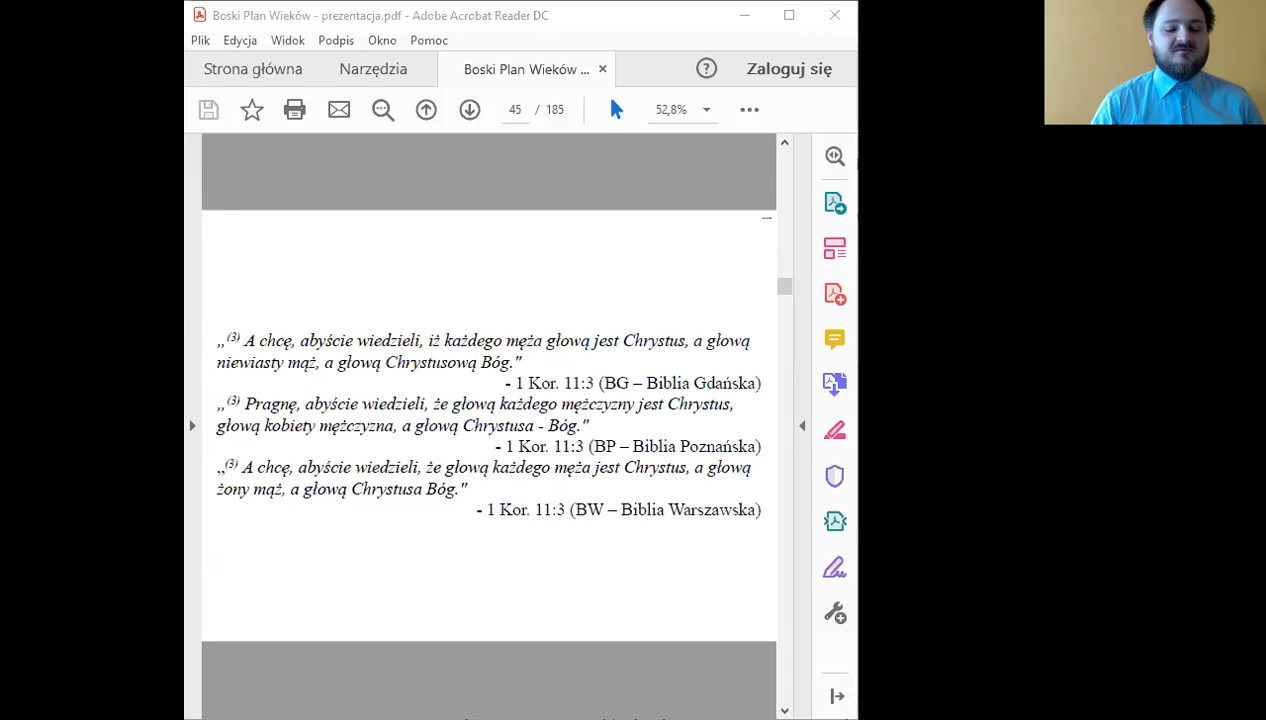 Boski Plan Wieków - prezentacja.pdf - Adobe Acrobat Reader DC
Plik Edycja Widok Podpis Okno Pomoc
Strona główna Narzędzia Boski Plan Wieków ... × Zaloguj się
45 / 185 52,8%
„(3) A chcę, abyście wiedzieli, iż każdego męża głową jest Chrystus, a głową
niewiasty mąż, a głową Chrystusową Bóg."
- 1 Kor. 11:3 (BG – Biblia Gdańska)
„(3) Pragnę, abyście wiedzieli, że głową każdego mężczyzny jest Chrystus,
głową kobiety mężczyzna, a głową Chrystusa - Bóg."
- 1 Kor. 11:3 (BP – Biblia Poznańska)
„(3) A chcę, abyście wiedzieli, że głową każdego męża jest Chrystus, a głową
żony mąż, a głową Chrystusa Bóg."
- 1 Kor. 11:3 (BW – Biblia Warszawska)